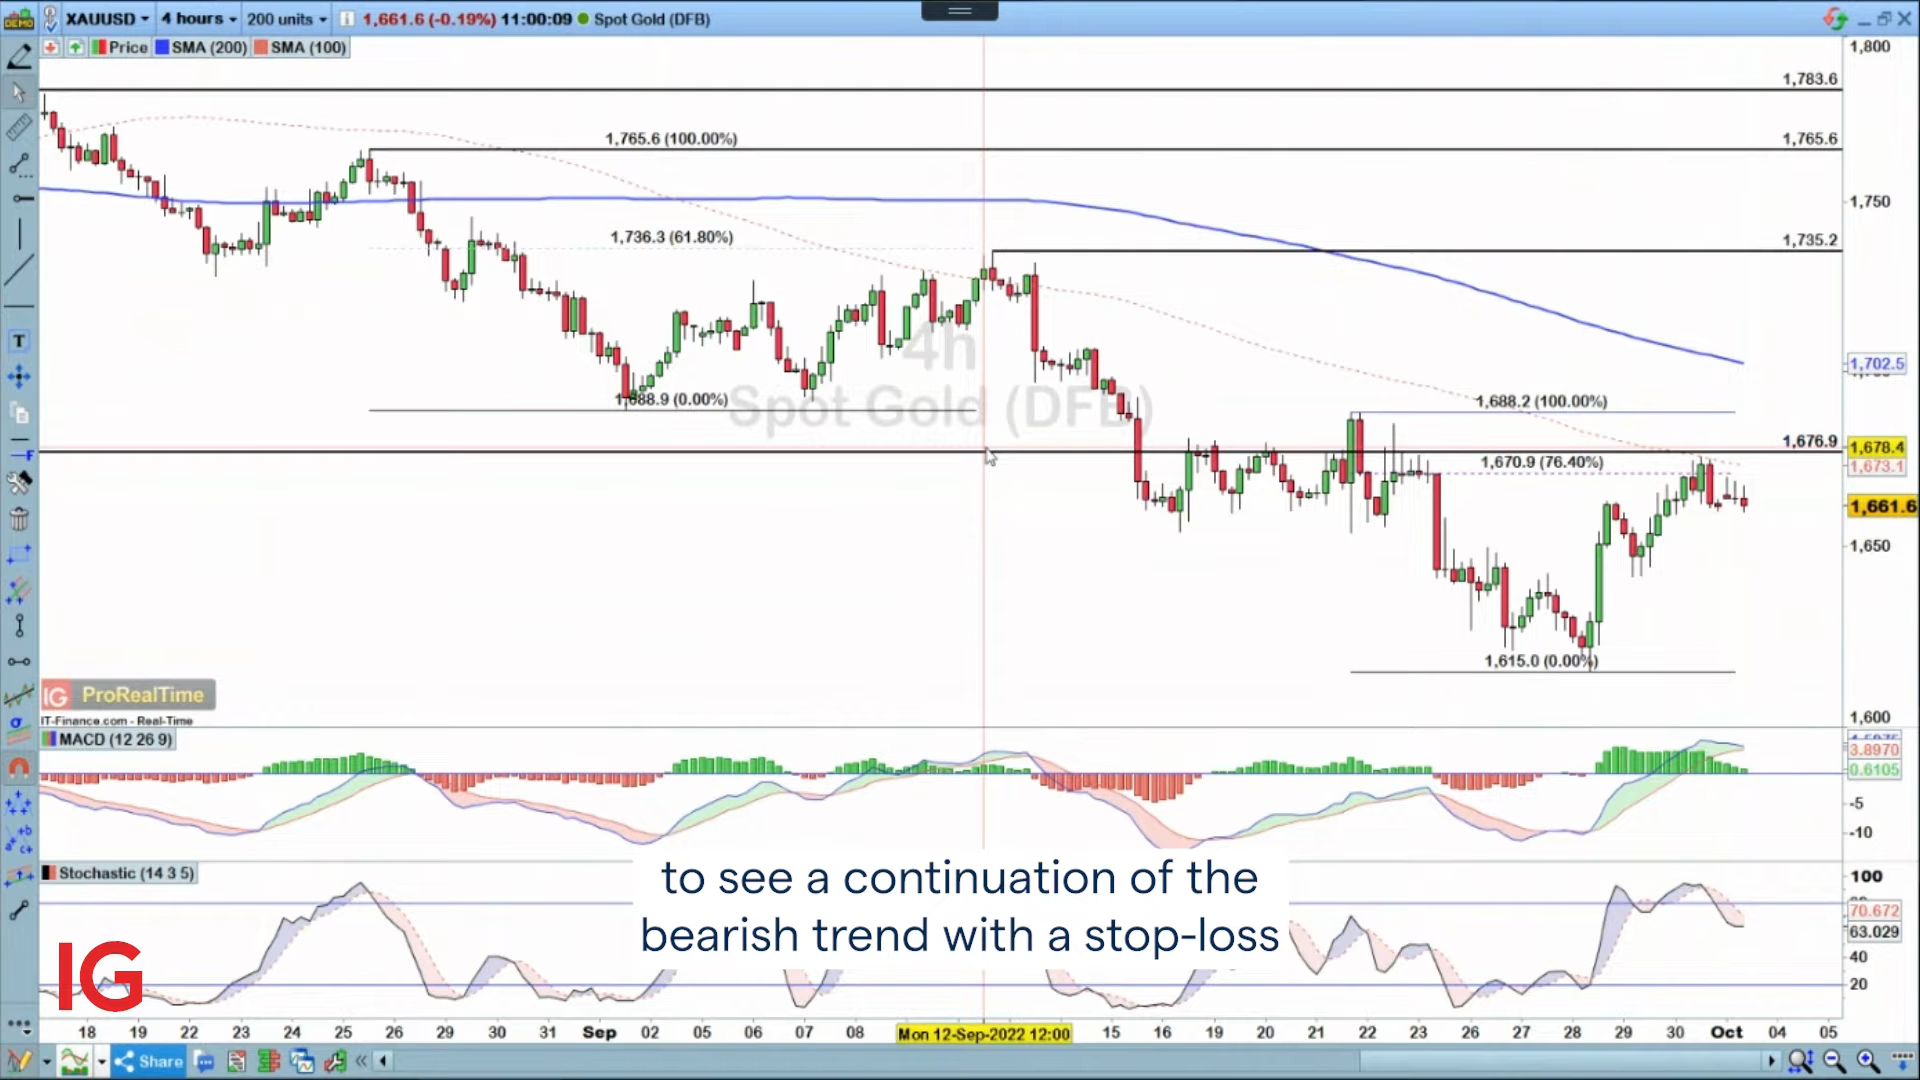 DEMO XAUUSD 4 hours 200 units 1,661.6 (-0.19%) 11:00:09 Spot Gold (DFB)
Price SMA (200) SMA (100)
1,800
1,783.6
1,765.6 (100.00%) 1,765.6
1,750
1,736.3 (61.80%) 1,735.2
4h
Spot Gold (DFB)
1,702.5
1,688.9 (0.00%)
1,688.2 (100.00%)
1,676.9 1,678.4
1,670.9 (76.40%) 1,673.1
1,661.6
1,650
1,615.0 (0.00%)
IG ProRealTime
IT-Finance.com - Real-Time
1,600
MACD (12 26 9)
3.8970
0.6105
-5
-10
Stochastic (14 3 5)
100
70.672
63.029
40
20
to see a continuation of the
bearish trend with a stop-loss
IG
18 19 22 23 24 25 26 29 30 31 Sep 02 05 06 07 08 Mon 12-Sep-2022 12:00 15 16 19 20 21 22 23 26 27 28 29 30 Oct 04 05
Share